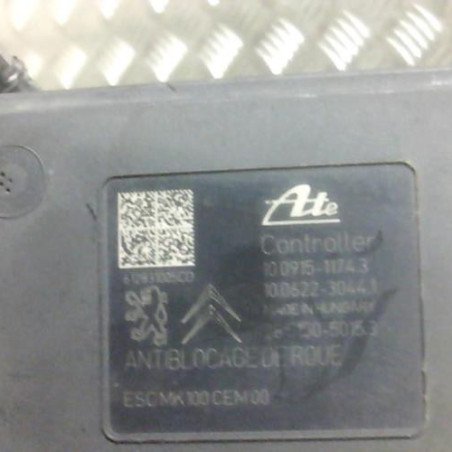 Ate
Controller
10.0915-1174.3
10.0622-3044.1
MADE IN HUNGARY
ANTIBLOCAGE DE ROUE
ESC MK100 CEM 00